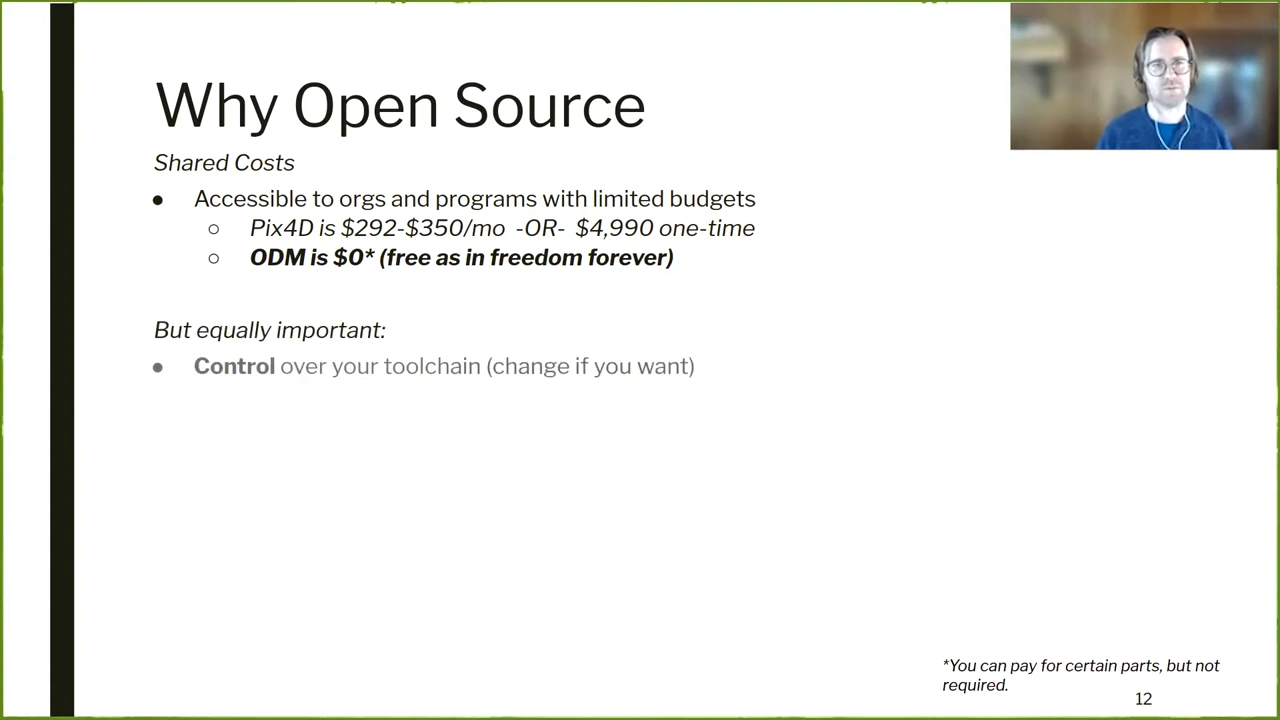 Why Open Source
Shared Costs
● Accessible to orgs and programs with limited budgets
○ Pix4D is $292-$350/mo -OR- $4,990 one-time
○ ODM is $0* (free as in freedom forever)
But equally important:
● Control over your toolchain (change if you want)
*You can pay for certain parts, but not
required.
12